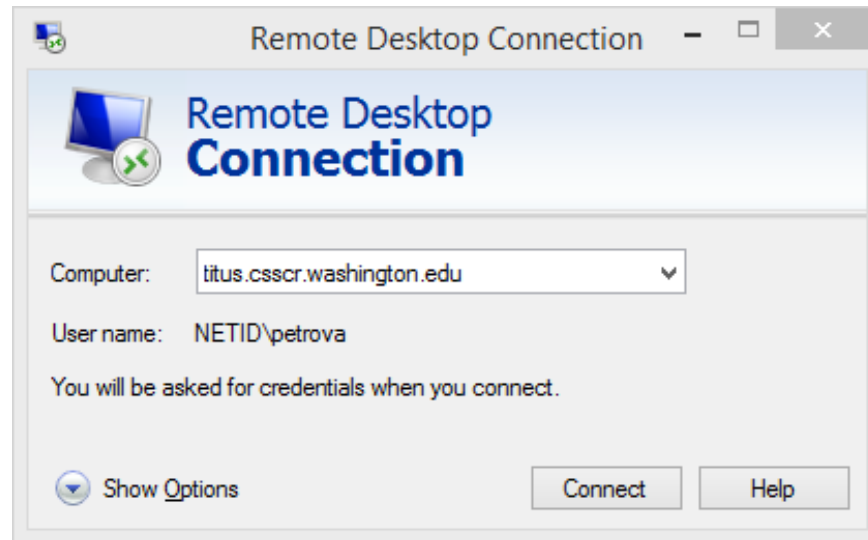 Remote Desktop Connection
Remote Desktop
Connection
Computer: titus.csscr.washington.edu
User name: NETID\petrova
You will be asked for credentials when you connect.
Show Options Connect Help